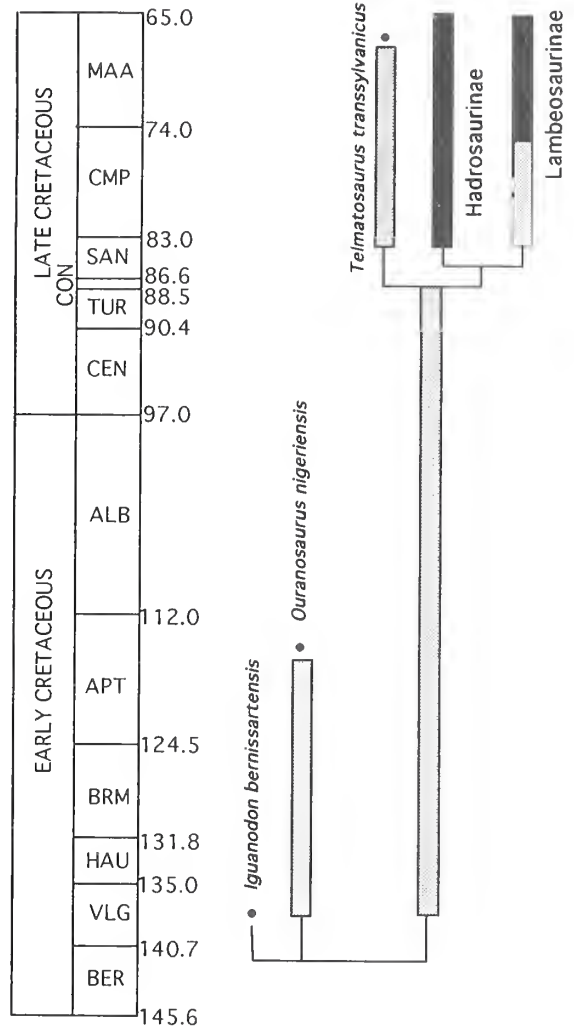 LATE CRETACEOUS
EARLY CRETACEOUS
MAA
CMP
SAN
CON
TUR
CEN
ALB
APT
BRM
HAU
VLG
BER
65.0
74.0
83.0
86.6
88.5
90.4
97.0
112.0
124.5
131.8
135.0
140.7
145.6
Iguanodon bernissartensis
Ouranosaurus nigeriensis
Telmatosaurus transsylvanicus
Hadrosaurinae
Lambeosaurinae